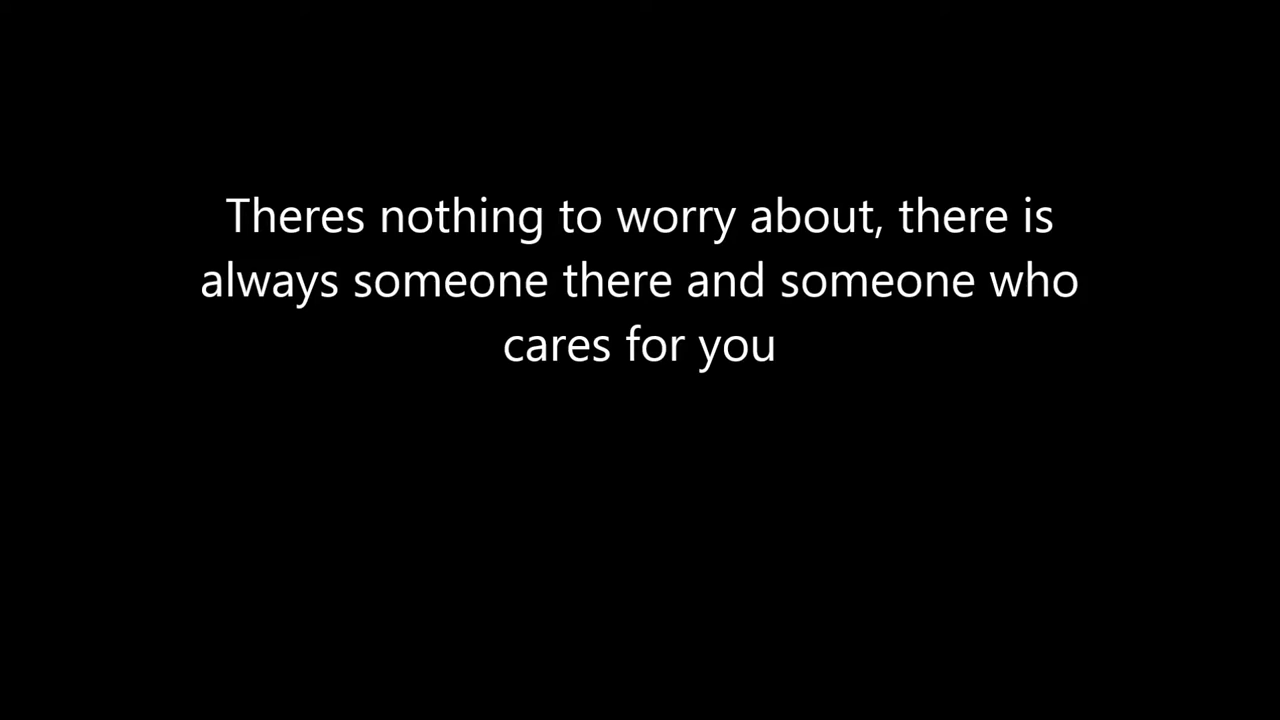 Theres nothing to worry about, there is
always someone there and someone who
cares for you